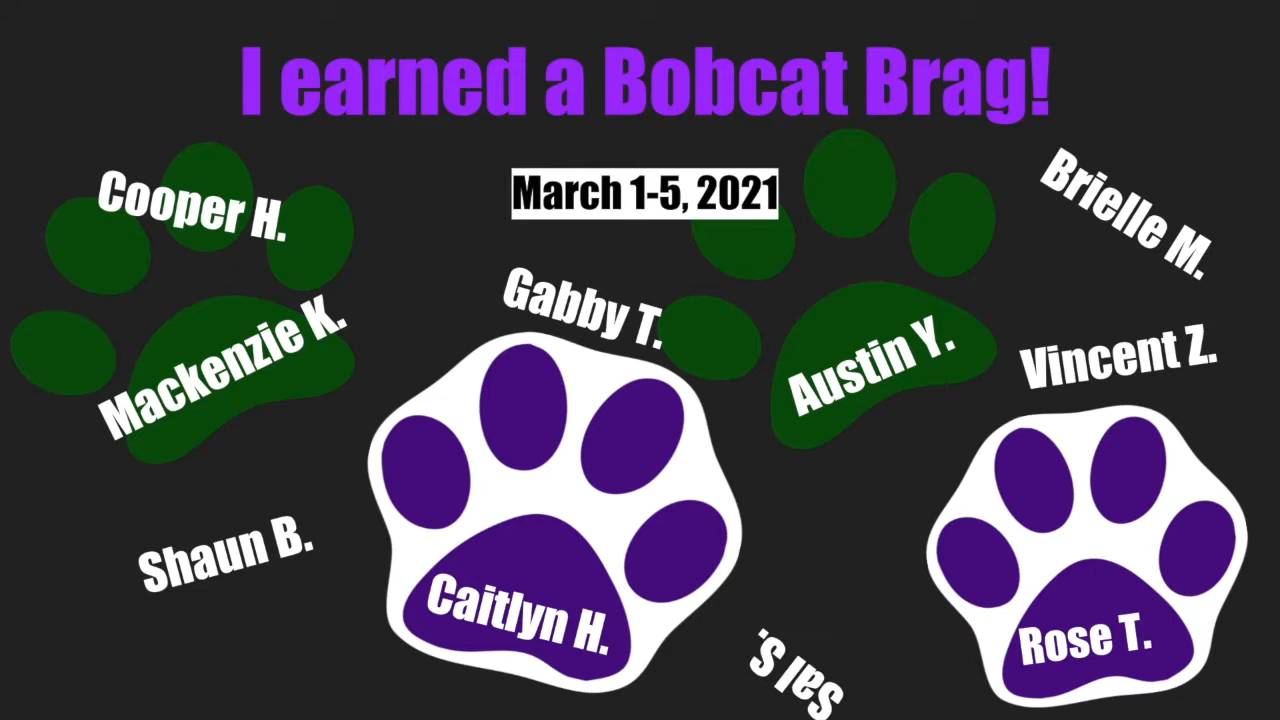 I earned a Bobcat Brag!
March 1-5, 2021
Cooper H.
Brielle M.
Gabby T.
Mackenzie K.
Austin Y.
Vincent Z.
Shaun B.
Caitlyn H.
Rose T.
Sal S.